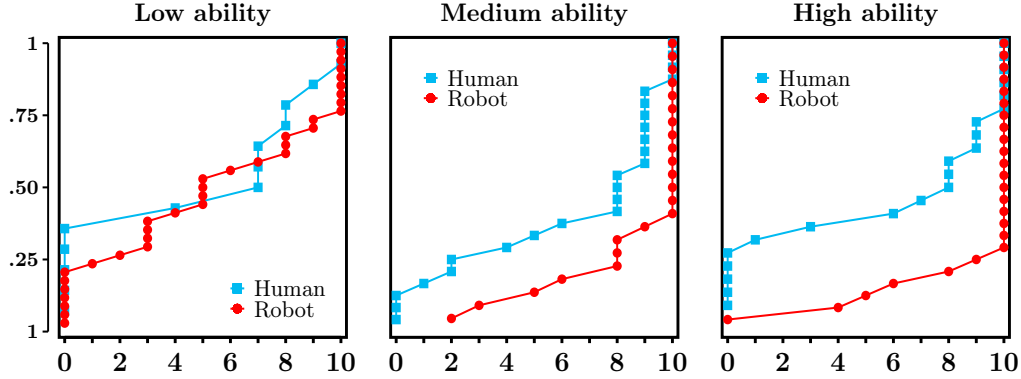 Low ability
Medium ability
High ability
1
.75
.50
.25
1
Human
Robot
Human
Robot
Human
Robot
0 2 4 6 8 10
0 2 4 6 8 10
0 2 4 6 8 10